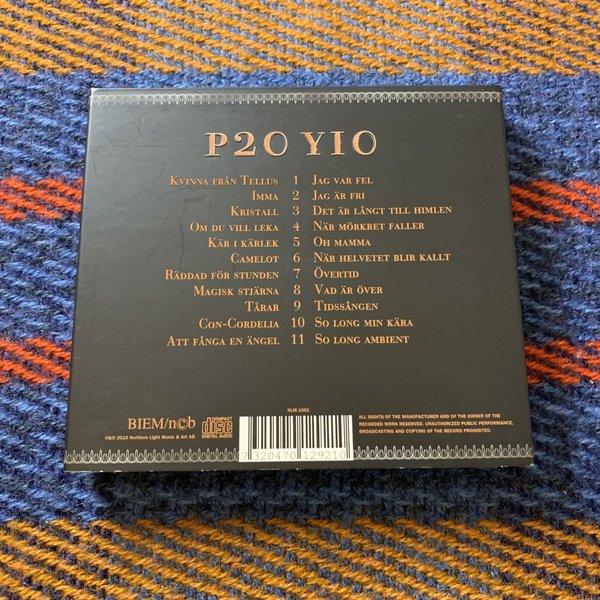 P20 Y10
Kvinna från Tellus 1 Jag var fel
Imma 2 Jag är fri
Kristall 3 Det är långt till himlen
Om du vill leka 4 När mörkret faller
Kär i kärlek 5 Oh mamma
Camelot 6 När helvetet blir kallt
Räddad för stunden 7 Övertid
Magisk stjärna 8 Vad är över
Tårar 9 Tidssången
Con-Cordelia 10 So long min kära
Att fånga en ängel 11 So long ambient
NLM 1001
BIEM/n©b
COMPACT
disc
DIGITAL AUDIO
©&℗ 2010 Northern Light Music & Art AB
7 320470 129210
ALL RIGHTS OF THE MANUFACTURER AND OF THE OWNER OF THE
RECORDED WORK RESERVED. UNAUTHORIZED PUBLIC PERFORMANCE,
BROADCASTING AND COPYING OF THE RECORD PROHIBITED.